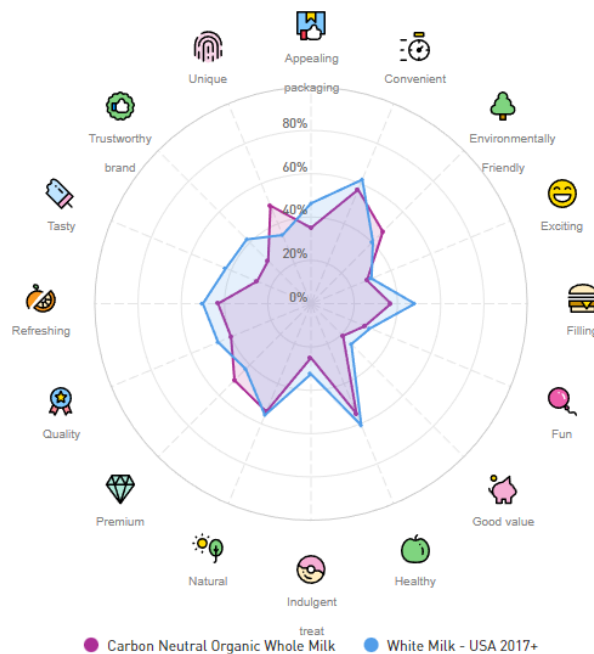 Appealing
packaging
Unique
Convenient
Trustworthy
brand
Environmentally
Friendly
Tasty
Exciting
Refreshing
Filling
Quality
Fun
Premium
Good value
Natural
Healthy
Indulgent
treat
80%
60%
40%
20%
0%
Carbon Neutral Organic Whole Milk
White Milk - USA 2017+